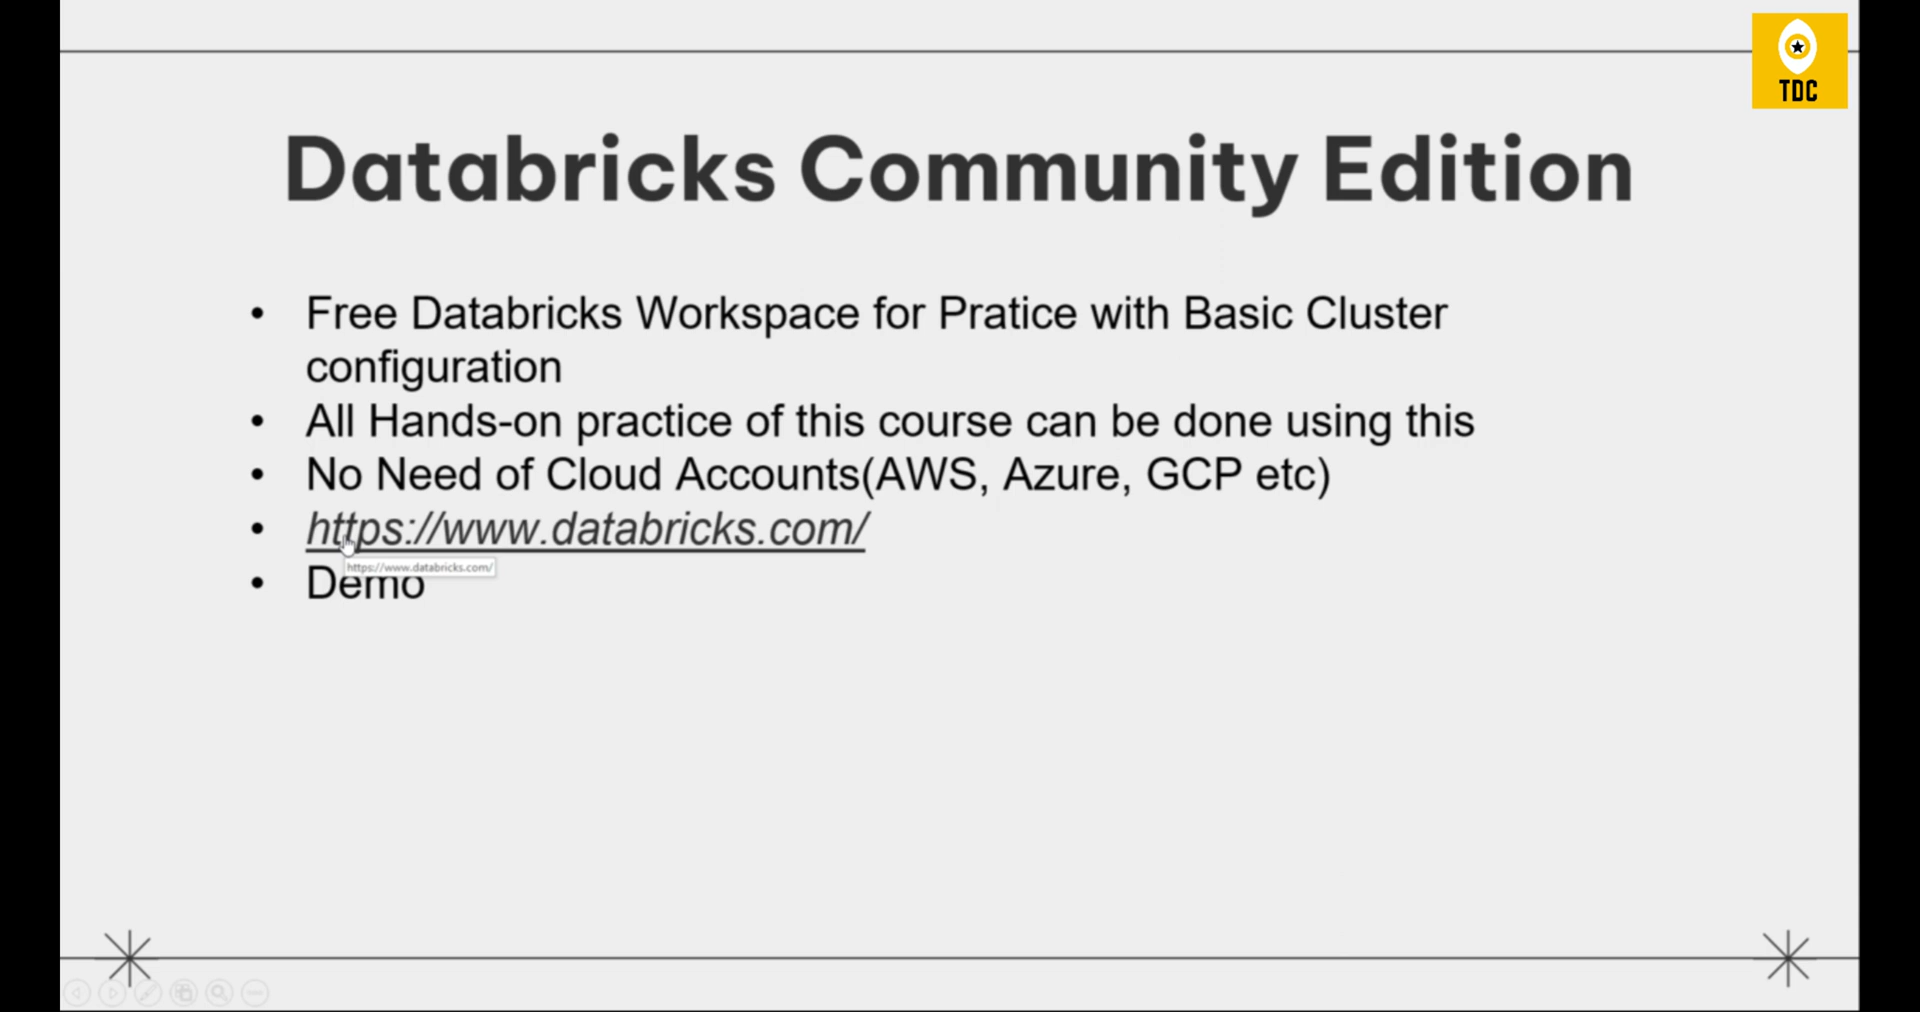 TDC
Databricks Community Edition
• Free Databricks Workspace for Pratice with Basic Cluster
configuration
• All Hands-on practice of this course can be done using this
• No Need of Cloud Accounts(AWS, Azure, GCP etc)
• https://www.databricks.com/
https://www.databricks.com/
• Demo